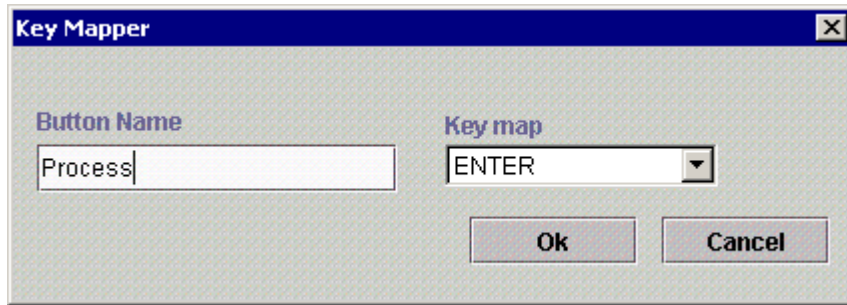 Key Mapper
Button Name
Key map
Process
ENTER
Ok
Cancel